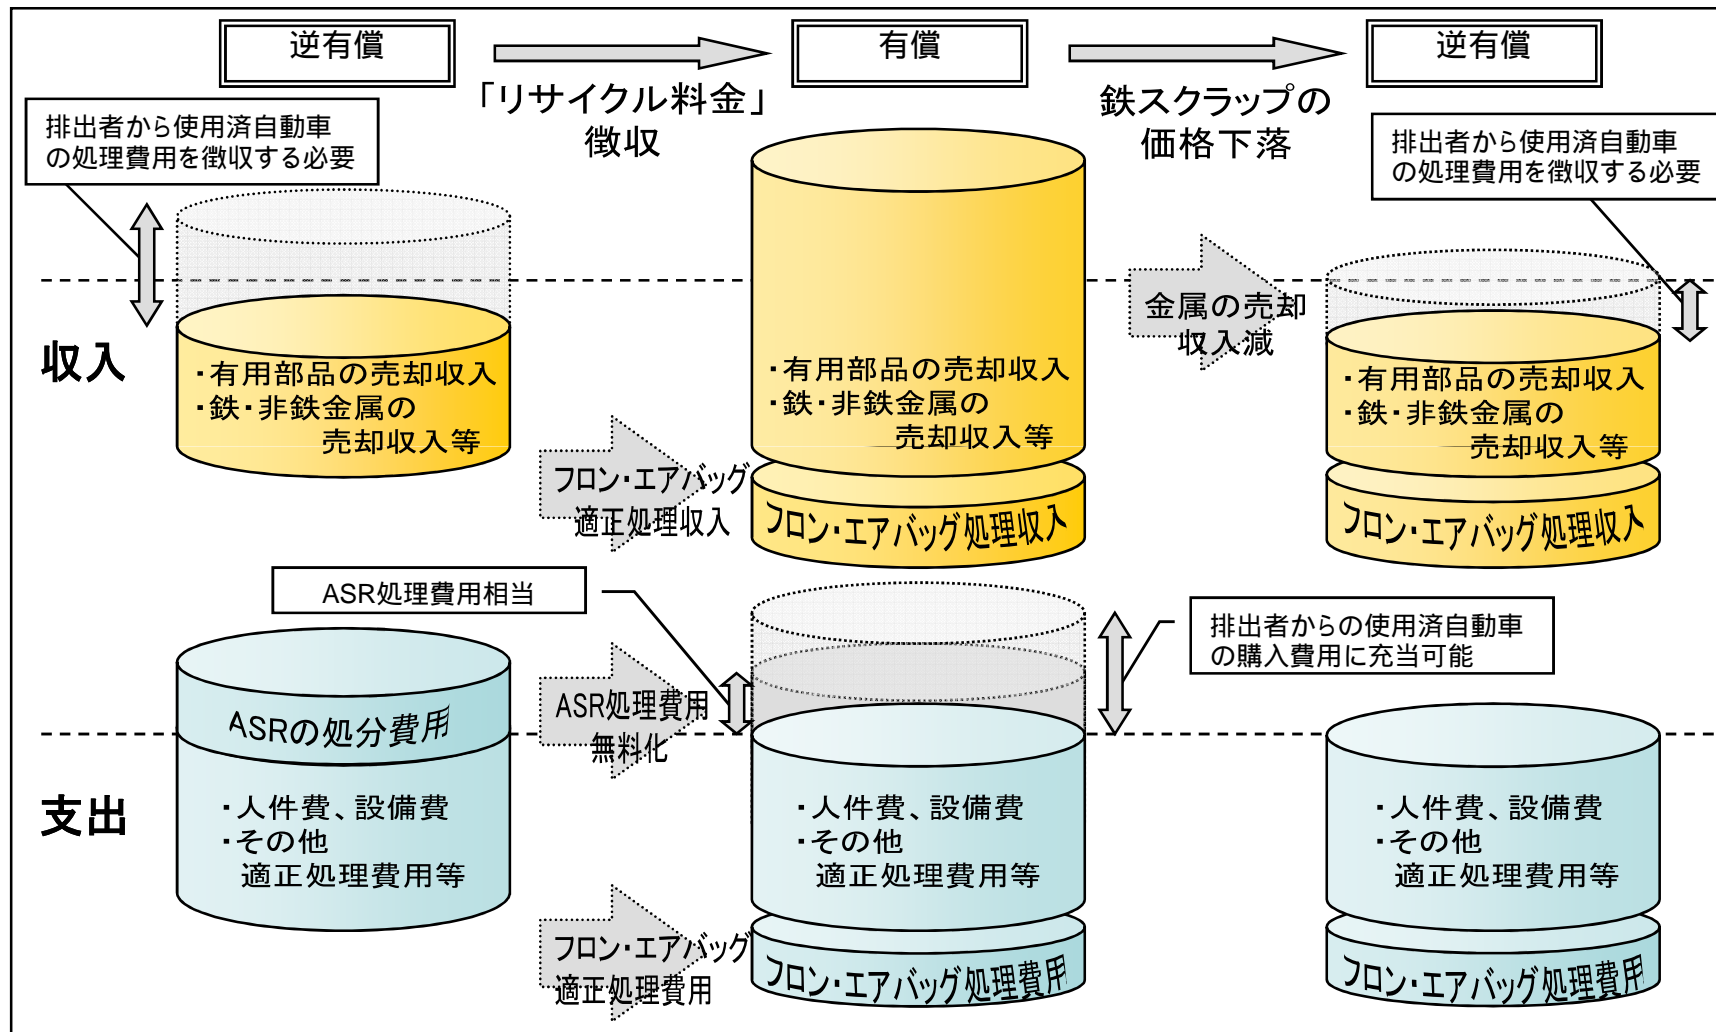 逆有償
有償
逆有償
「リサイクル料金」
徴収
鉄スクラップの
価格下落
排出者から使用済自動車
の処理費用を徴収する必要
排出者から使用済自動車
の処理費用を徴収する必要
収入
・有用部品の売却収入
・鉄・非鉄金属の
売却収入等
・有用部品の売却収入
・鉄・非鉄金属の
売却収入等
金属の売却
収入減
・有用部品の売却収入
・鉄・非鉄金属の
売却収入等
フロン・エアバッグ
適正処理収入
フロン・エアバッグ処理収入
フロン・エアバッグ処理収入
ASR処理費用相当
排出者からの使用済自動車
の購入費用に充当可能
支出
ASRの処分費用
・人件費、設備費
・その他
適正処理費用等
ASR処理費用
無料化
・人件費、設備費
・その他
適正処理費用等
・人件費、設備費
・その他
適正処理費用等
フロン・エアバッグ
適正処理費用
フロン・エアバッグ処理費用
フロン・エアバッグ処理費用